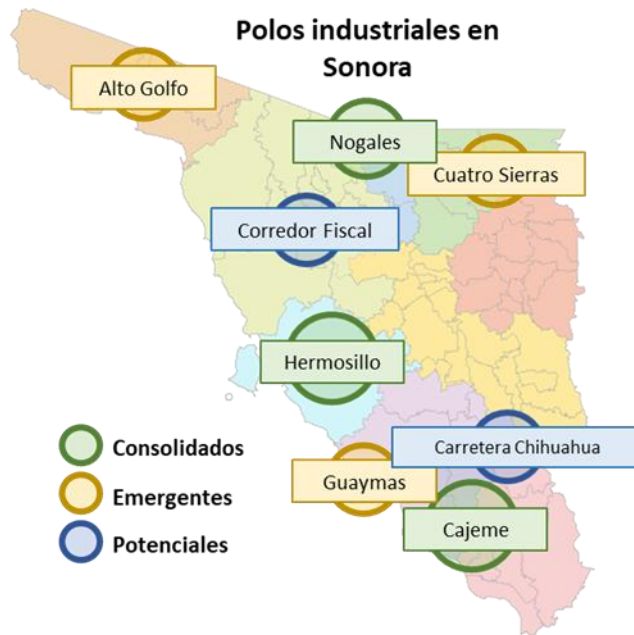 Polos industriales en
Sonora
Alto Golfo
Nogales
Cuatro Sierras
Corredor Fiscal
Hermosillo
Carretera Chihuahua
Guaymas
Cajeme
Consolidados
Emergentes
Potenciales